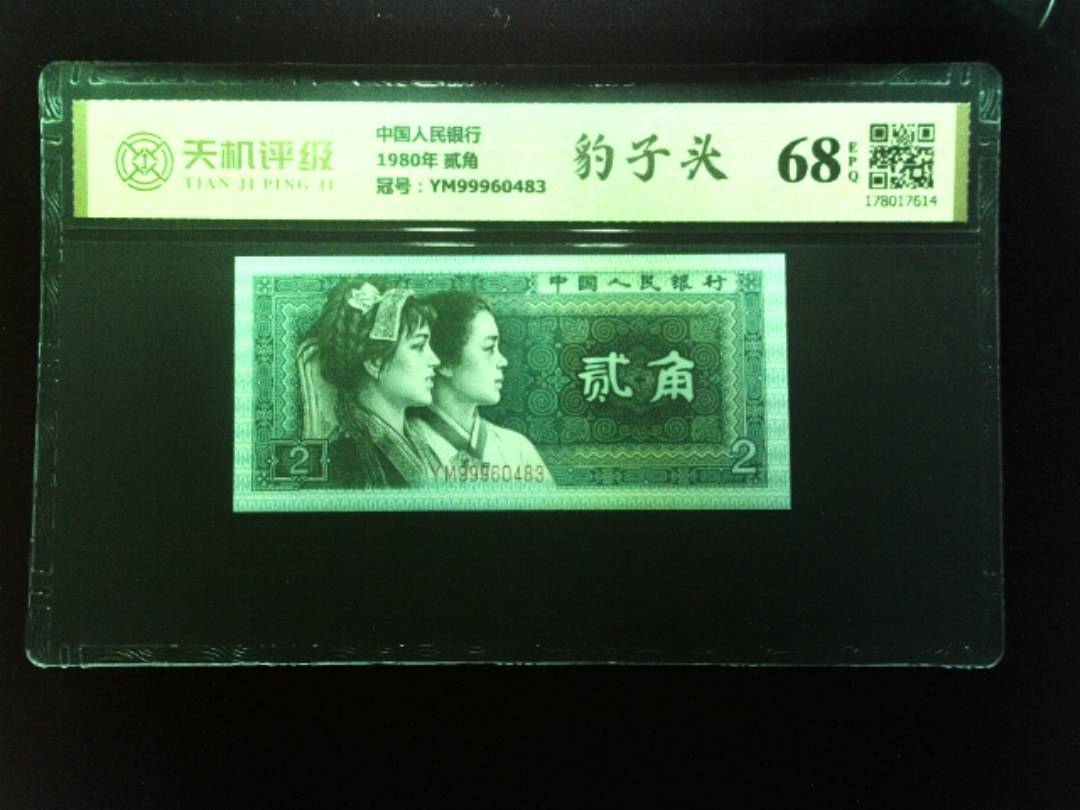 天机评级
TIAN JI PING JI
中国人民银行
1980年 贰角
冠号：YM99960483
豹子头
68
EPQ
178017614
中国人民银行
贰角
2
2
YM99960483